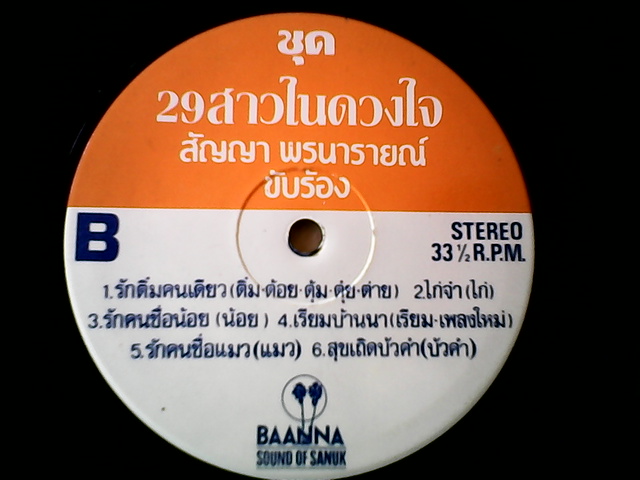 ชุด
29สาวในดวงใจ
สัญญา พรนารายณ์
ขับร้อง
B
STEREO
33 ½ R.P.M.
1.รักติ๋มคนเดียว(ติ๋ม-ต้อย-ตุ้ม-ตุ๋ย-ต่าย) 2.ไก่จ๋า(ไก่)
3.รักคนชื่อน้อย (น้อย) 4.เรียมบ้านนา(เรียม-เพลงใหม่)
5.รักคนชื่อแมว(แมว) 6.สุขเถิดบัวคำ(บัวคำ)
BAANNA
SOUND OF SANUK